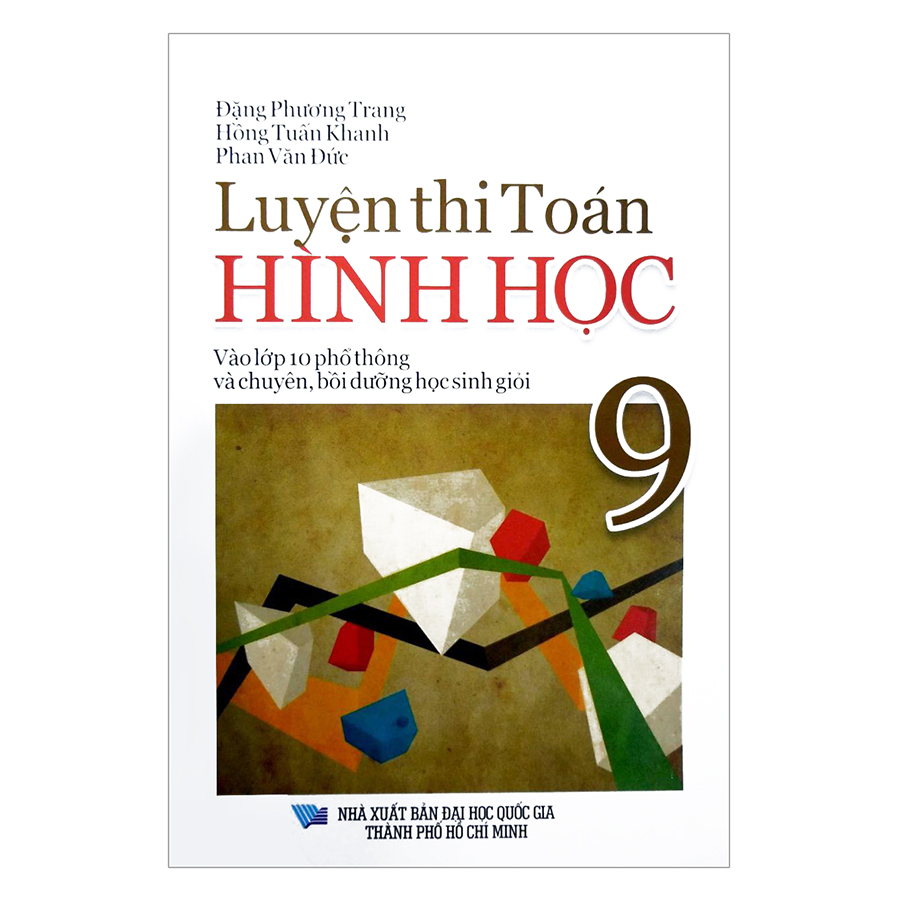 Đặng Phương Trang
Hồng Tuấn Khanh
Phan Văn Đức
Luyện thi Toán
HÌNH HỌC
Vào lớp 10 phổ thông
và chuyên, bồi dưỡng học sinh giỏi
9
NHÀ XUẤT BẢN ĐẠI HỌC QUỐC GIA
THÀNH PHỐ HỒ CHÍ MINH